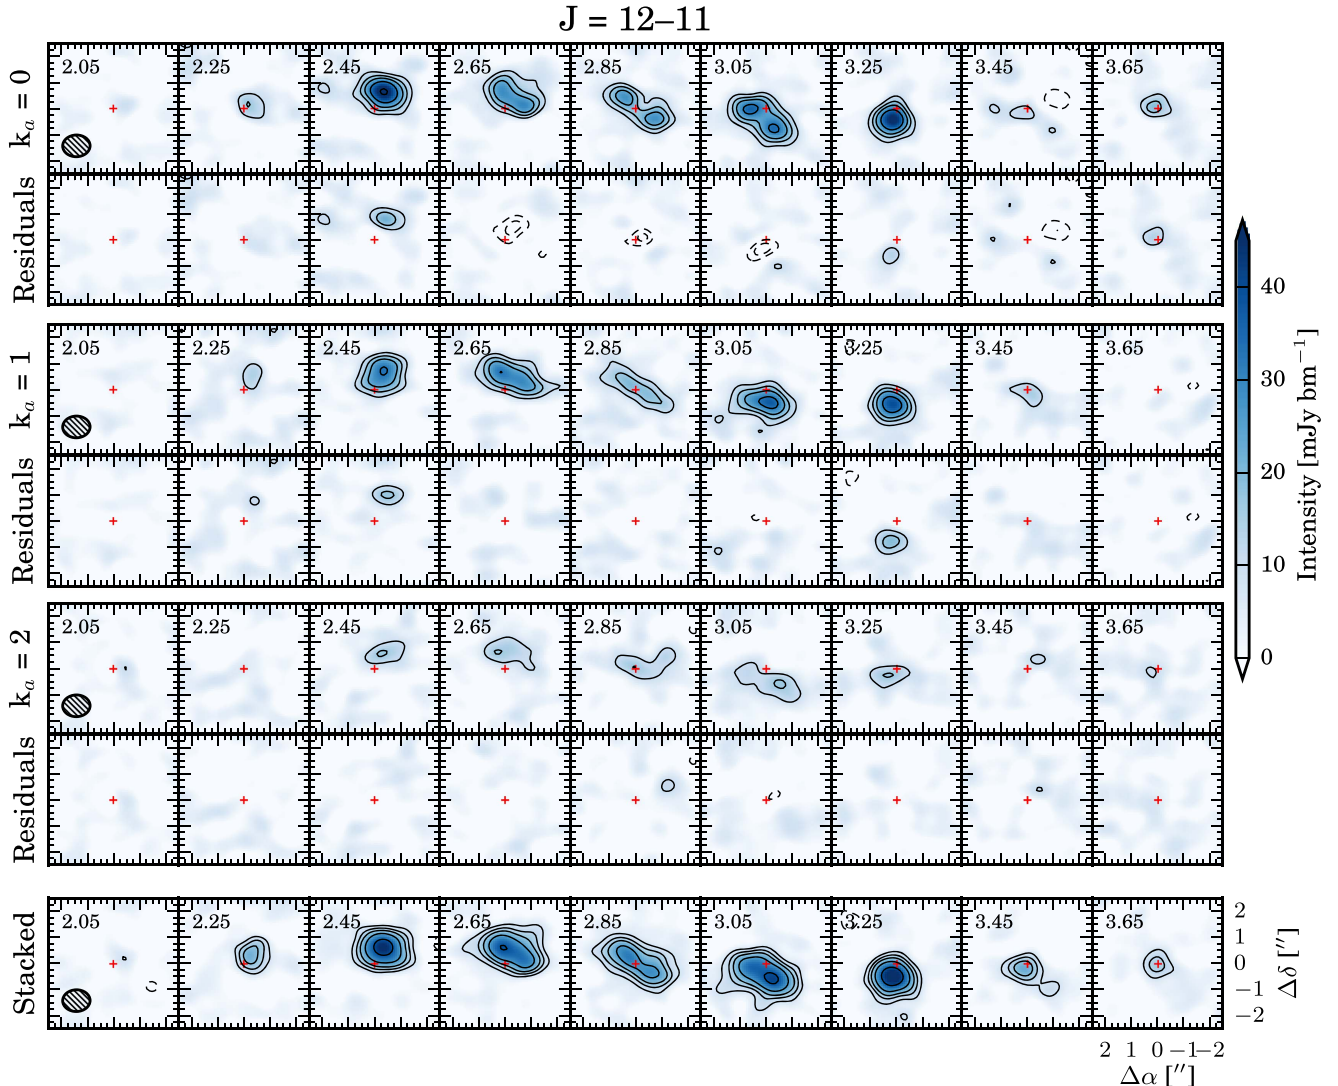 J = 12–11
k_a = 0
2.05 2.25 2.45 2.65 2.85 3.05 3.25 3.45 3.65
Residuals
k_a = 1
2.05 2.25 2.45 2.65 2.85 3.05 3.25 3.45 3.65
Residuals
k_a = 2
2.05 2.25 2.45 2.65 2.85 3.05 3.25 3.45 3.65
Residuals
Stacked
2.05 2.25 2.45 2.65 2.85 3.05 3.25 3.45 3.65
40
30
20
10
0
Intensity [mJy bm⁻¹]
2
1
0
−1
−2
Δδ ["]
2 1 0 −1 −2
Δα ["]